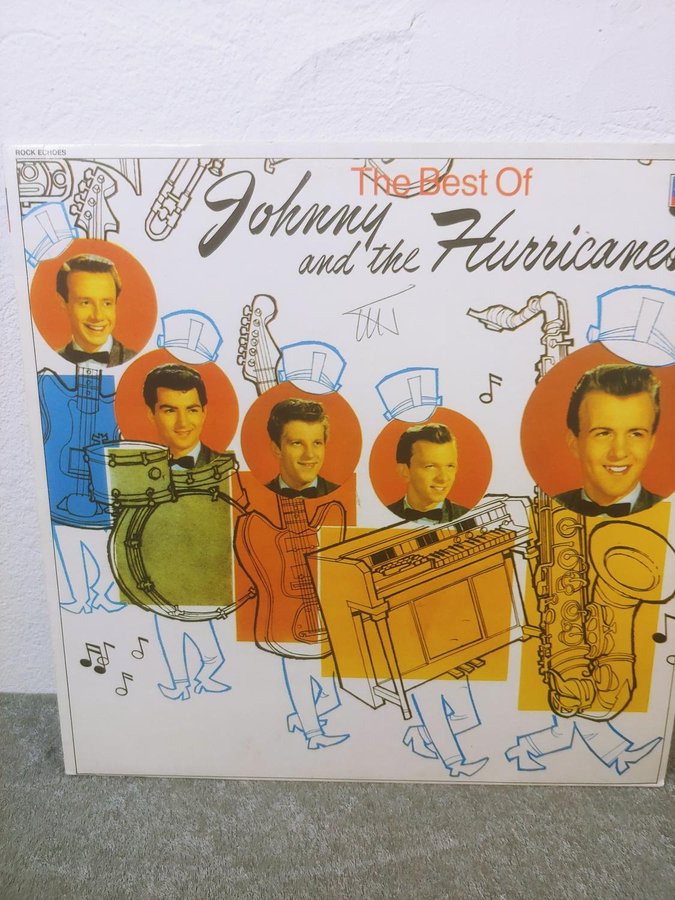 ROCK ECHOES
The Best Of
Johnny
and the Hurricanes